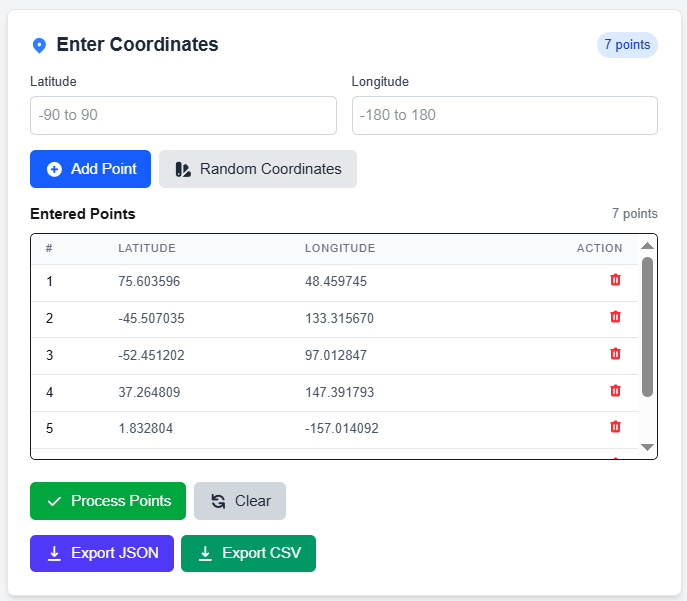 Enter Coordinates 7 points
Latitude Longitude
-90 to 90 -180 to 180
Add Point Random Coordinates
Entered Points 7 points
# LATITUDE LONGITUDE ACTION
1 75.603596 48.459745
2 -45.507035 133.315670
3 -52.451202 97.012847
4 37.264809 147.391793
5 1.832804 -157.014092
Process Points Clear
Export JSON Export CSV